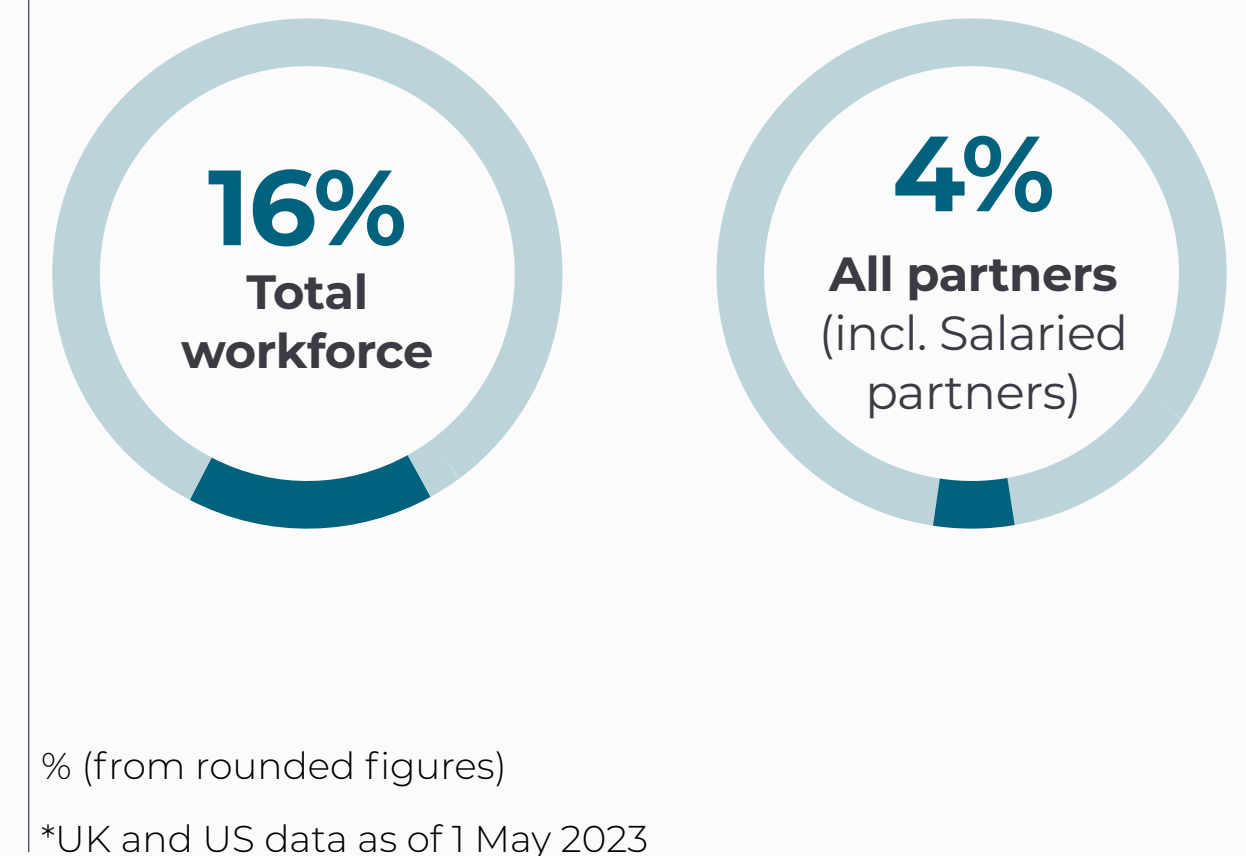 16%
Total
workforce
4%
All partners
(incl. Salaried
partners)
% (from rounded figures)
*UK and US data as of 1 May 2023